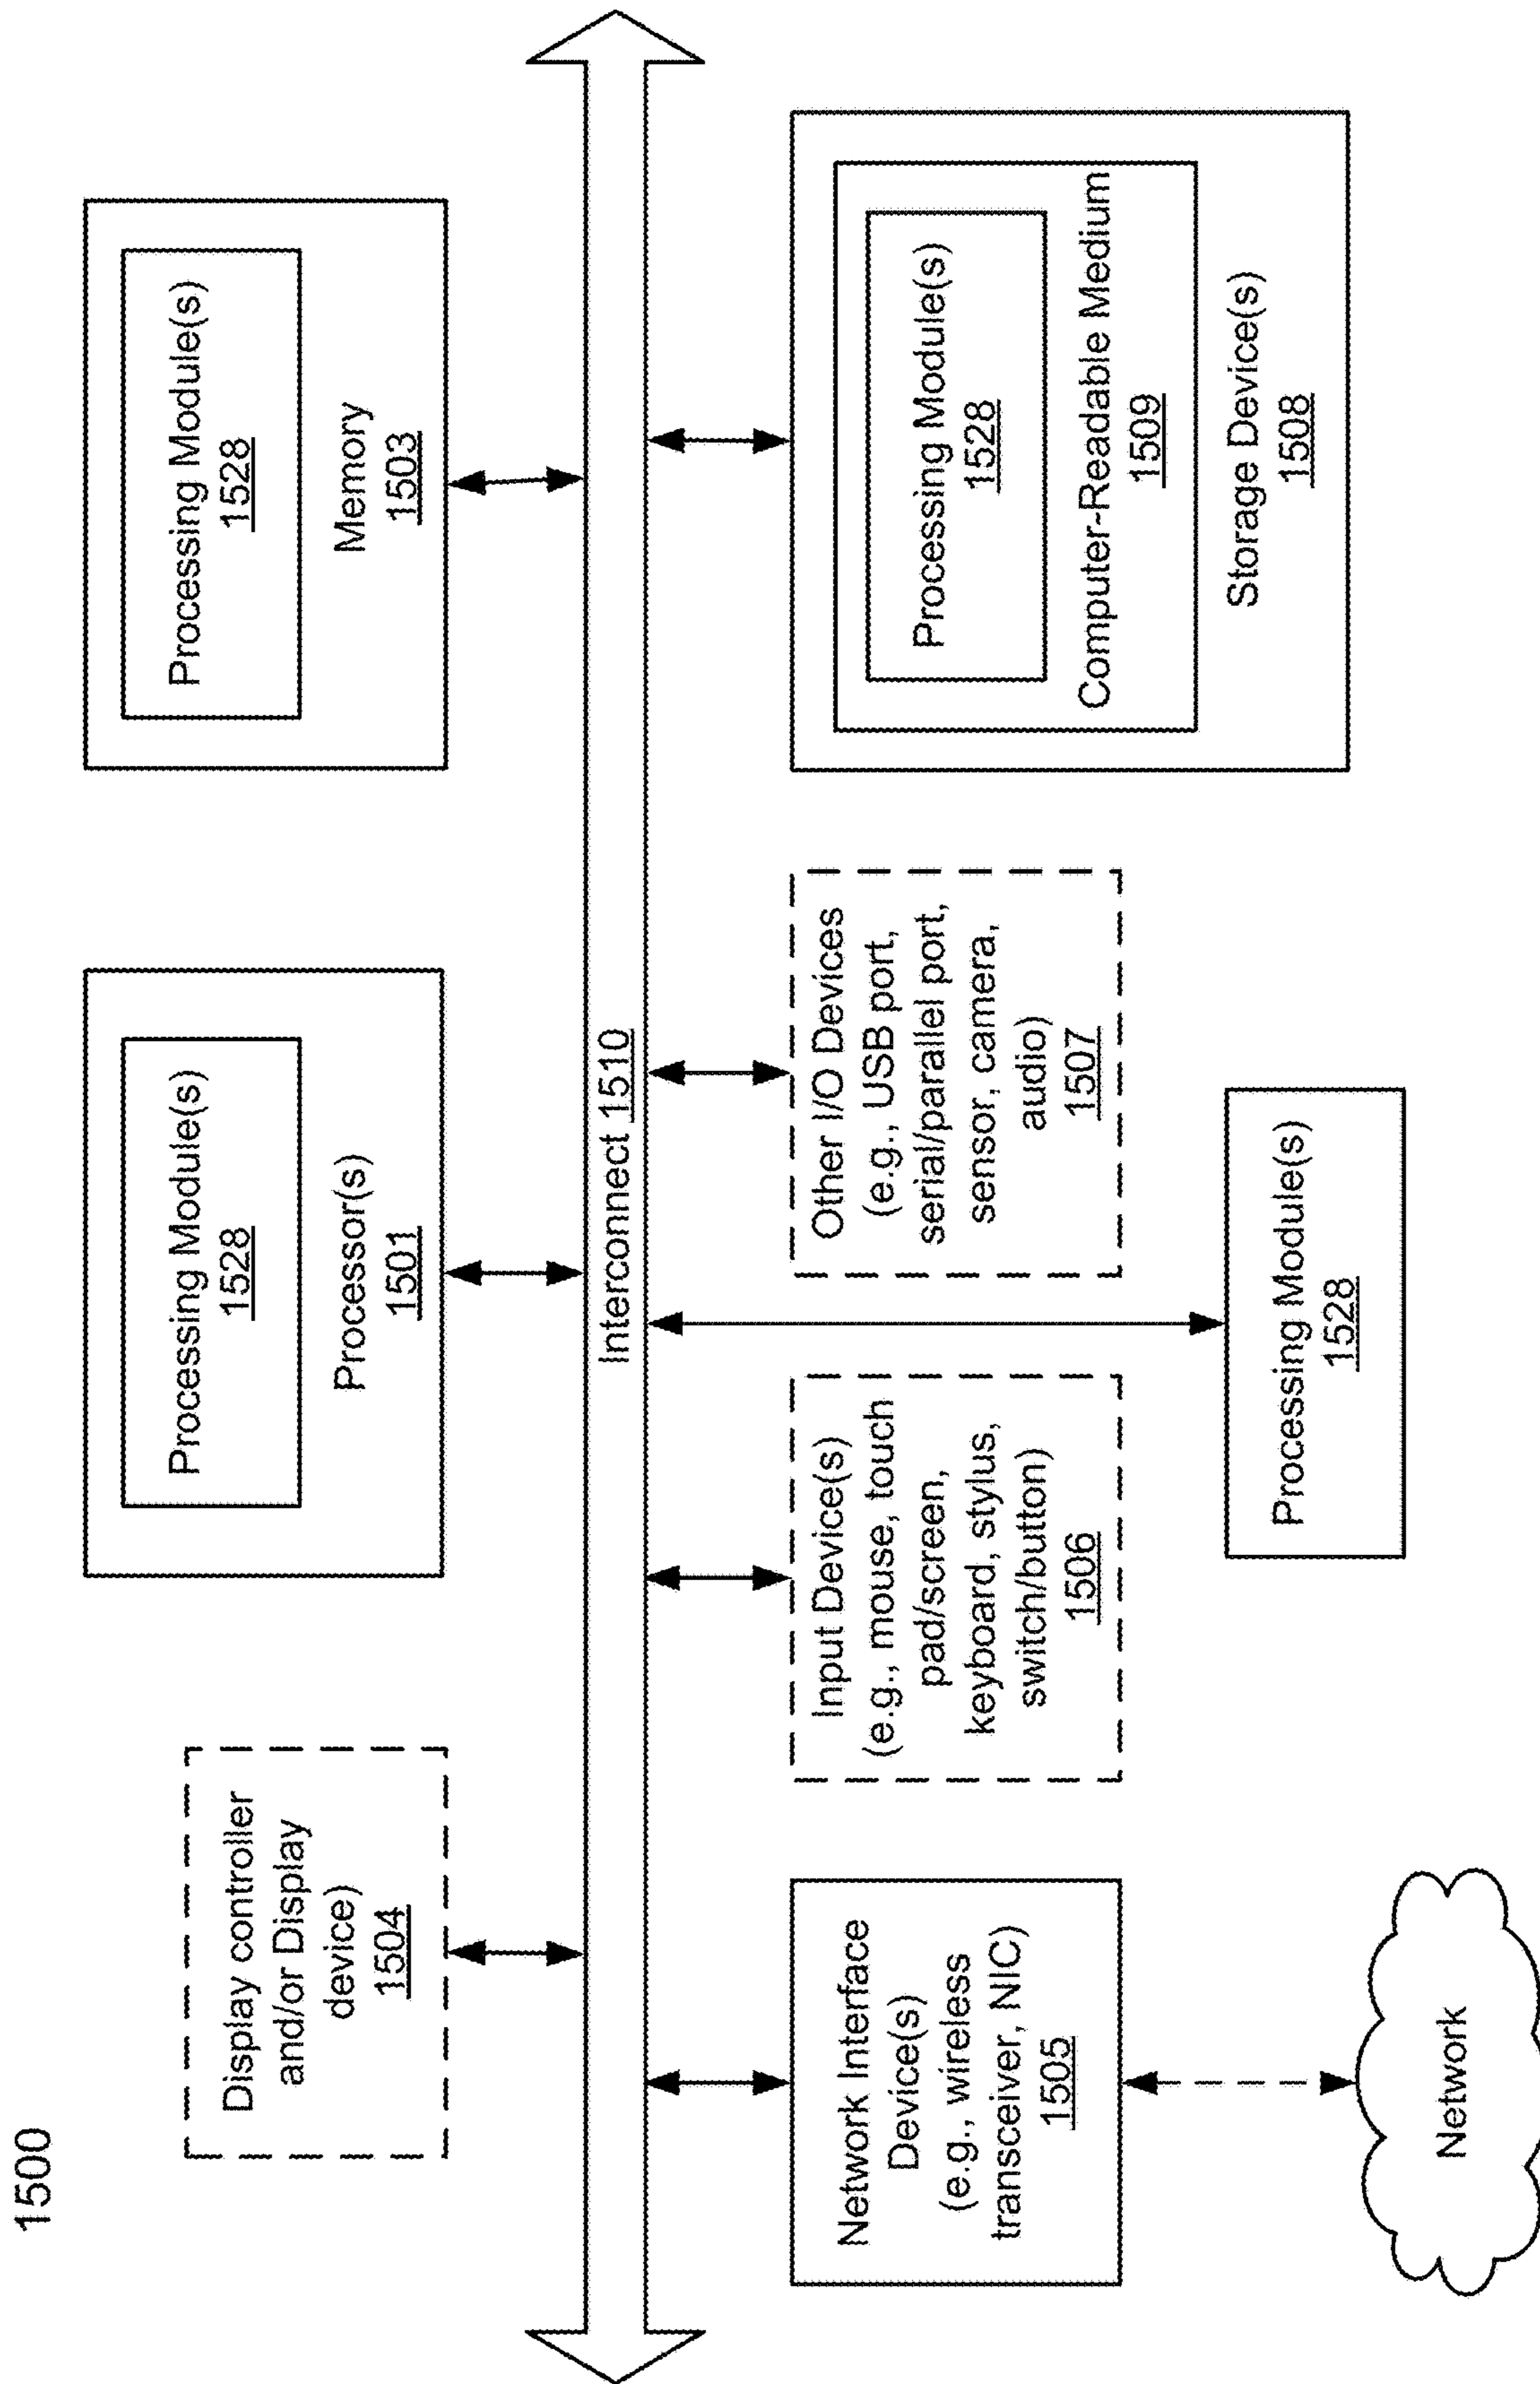 1500
Display controller
and/or Display
device)
1504
Processing Module(s)
1528
Processor(s)
1501
Processing Module(s)
1528
Memory
1503
Interconnect 1510
Network Interface
Device(s)
(e.g., wireless
transceiver, NIC)
1505
Input Device(s)
(e.g., mouse, touch
pad/screen,
keyboard, stylus,
switch/button)
1506
Other I/O Devices
(e.g., USB port,
serial/parallel port,
sensor, camera,
audio)
1507
Processing Module(s)
1528
Computer-Readable Medium
1509
Storage Device(s)
1508
Processing Module(s)
1528
Network